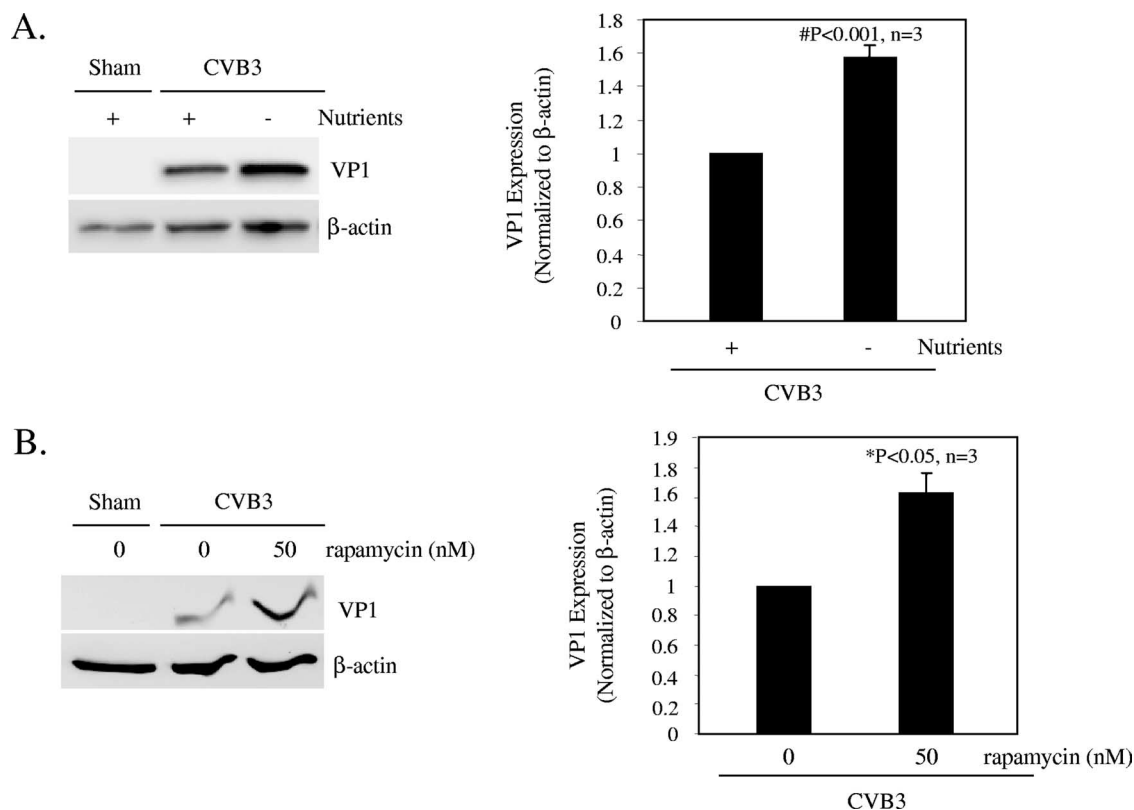 A.
Sham CVB3
+ + - Nutrients
VP1
β-actin
VP1 Expression
(Normalized to β-actin)
1.8
1.6
1.4
1.2
1
0.8
0.6
0.4
0.2
0
#P<0.001, n=3
+ - Nutrients
CVB3
B.
Sham CVB3
0 0 50 rapamycin (nM)
VP1
β-actin
VP1 Expression
(Normalized to β-actin)
1.9
1.8
1.6
1.4
1.2
1
0.8
0.6
0.4
0.2
0
*P<0.05, n=3
0 50 rapamycin (nM)
CVB3